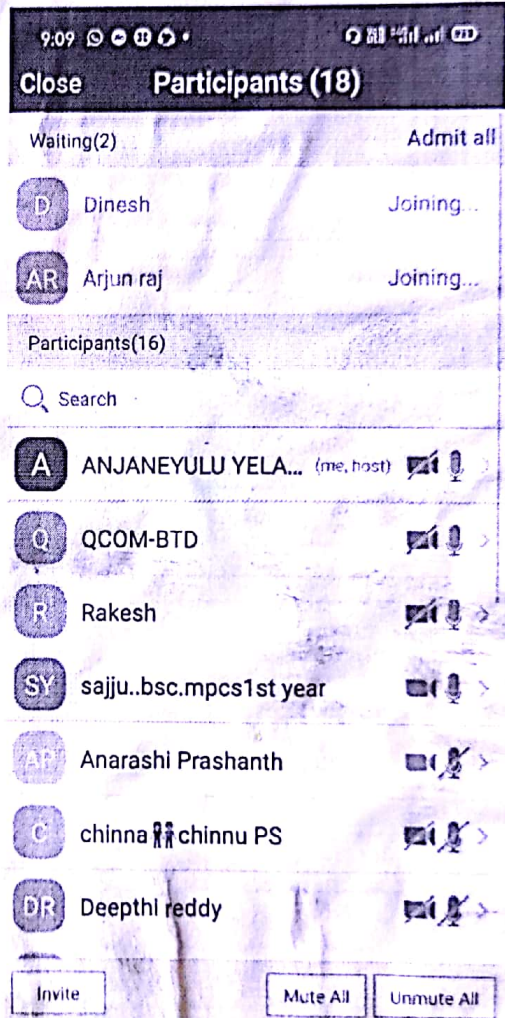 9:09
Close Participants (18)
Waiting(2) Admit all
D Dinesh Joining...
AR Arjun raj Joining...
Participants(16)
Search
A ANJANEYULU YELA... (me, host)
Q QCOM-BTD
R Rakesh
SY sajju..bsc.mpcs1st year
AP Anarashi Prashanth
C chinna👬chinnu PS
DR Deepthi reddy
Invite Mute All Unmute All